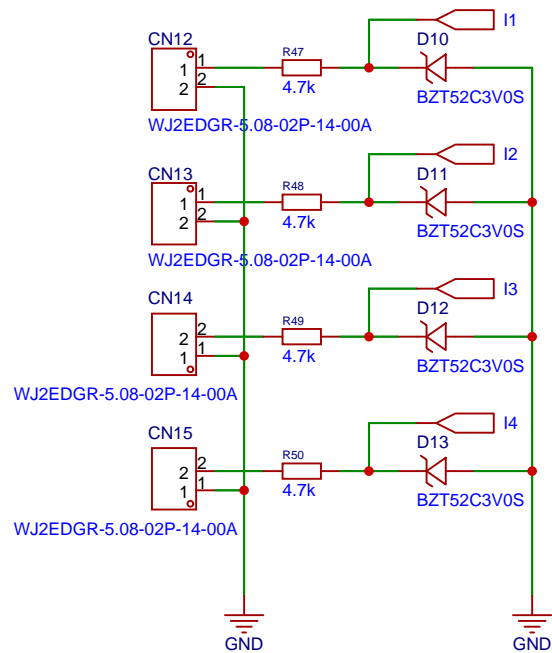 I1
CN12
R47
D10
1
1
2
2
4.7k
BZT52C3V0S
WJ2EDGR-5.08-02P-14-00A
I2
CN13
R48
D11
1
1
2
2
4.7k
BZT52C3V0S
WJ2EDGR-5.08-02P-14-00A
I3
CN14
R49
D12
2
2
1
1
4.7k
BZT52C3V0S
WJ2EDGR-5.08-02P-14-00A
I4
CN15
R50
D13
2
2
1
1
4.7k
BZT52C3V0S
WJ2EDGR-5.08-02P-14-00A
GND
GND